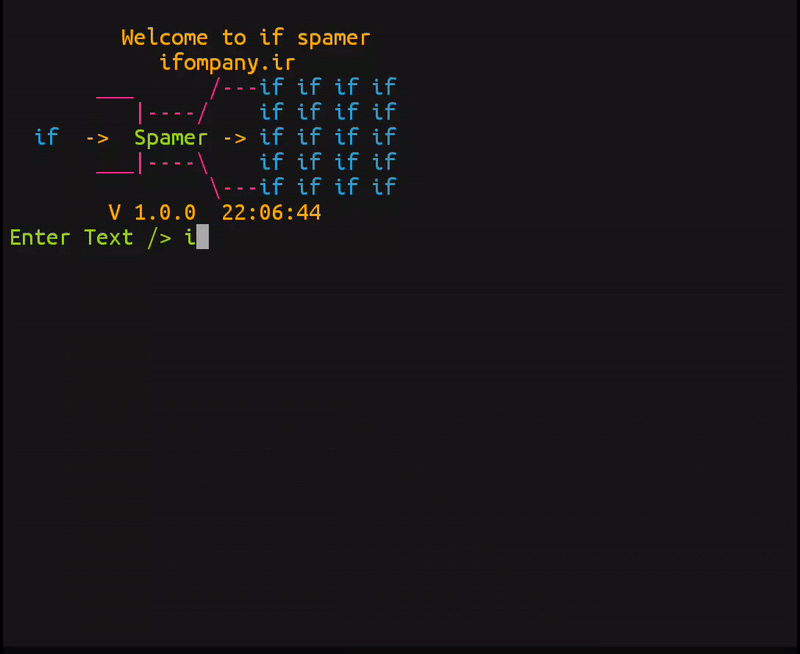 Welcome to if spamer
ifompany.ir
___      /---if if if if
|----/    if if if if
if  ->  Spamer -> if if if if
___|----\    if if if if
\---if if if if
V 1.0.0  22:06:44
Enter Text /> i